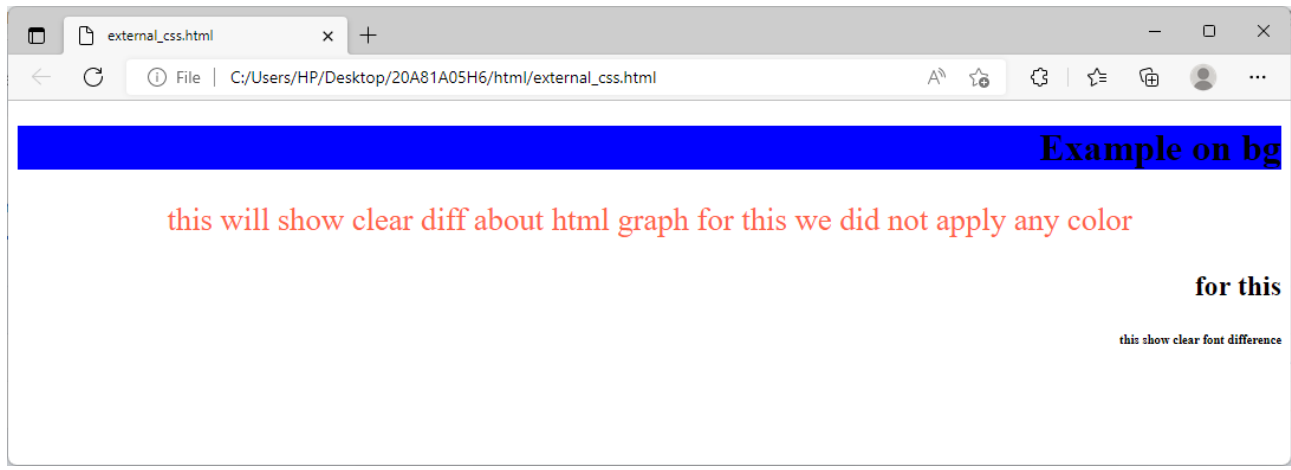 external_css.html
File | C:/Users/HP/Desktop/20A81A05H6/html/external_css.html
Example on bg
this will show clear diff about html graph for this we did not apply any color
for this
this show clear font difference